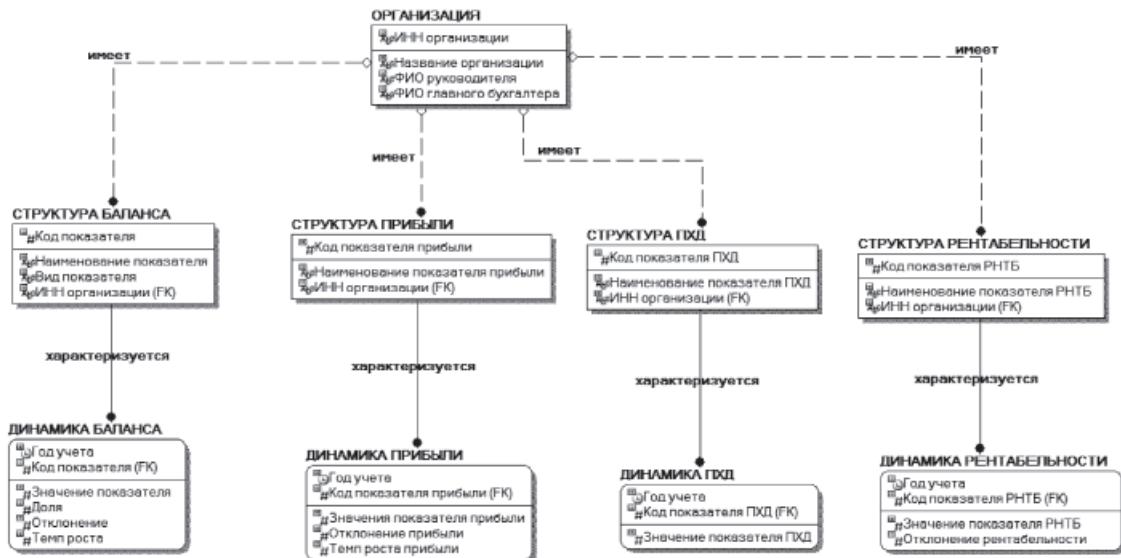 ОРГАНИЗАЦИЯ
ИНН организации
Название организации
ФИО руководителя
ФИО главного бухгалтера
имеет
имеет
имеет
имеет
СТРУКТУРА БАЛАНСА
Код показателя
Наименование показателя
Вид показателя
ИНН организации (FK)
СТРУКТУРА ПРИБЫЛИ
Код показателя прибыли
Наименование показателя прибыли
ИНН организации (FK)
СТРУКТУРА ПХД
Код показателя ПХД
Наименование показателя ПХД
ИНН организации (FK)
СТРУКТУРА РЕНТАБЕЛЬНОСТИ
Код показателя РНТБ
Наименование показателя РНТБ
ИНН организации (FK)
характеризуется
характеризуется
характеризуется
характеризуется
ДИНАМИКА БАЛАНСА
Год учета
Код показателя (FK)
Значение показателя
Доля
Отклонение
Темп роста
ДИНАМИКА ПРИБЫЛИ
Год учета
Код показателя прибыли (FK)
Значения показателя прибыли
Отклонение прибыли
Темп роста прибыли
ДИНАМИКА ПХД
Год учета
Код показателя ПХД (FK)
Значение показателя ПХД
ДИНАМИКА РЕНТАБЕЛЬНОСТИ
Год учета
Код показателя РНТБ (FK)
Значение показателя РНТБ
Отклонение рентабельности